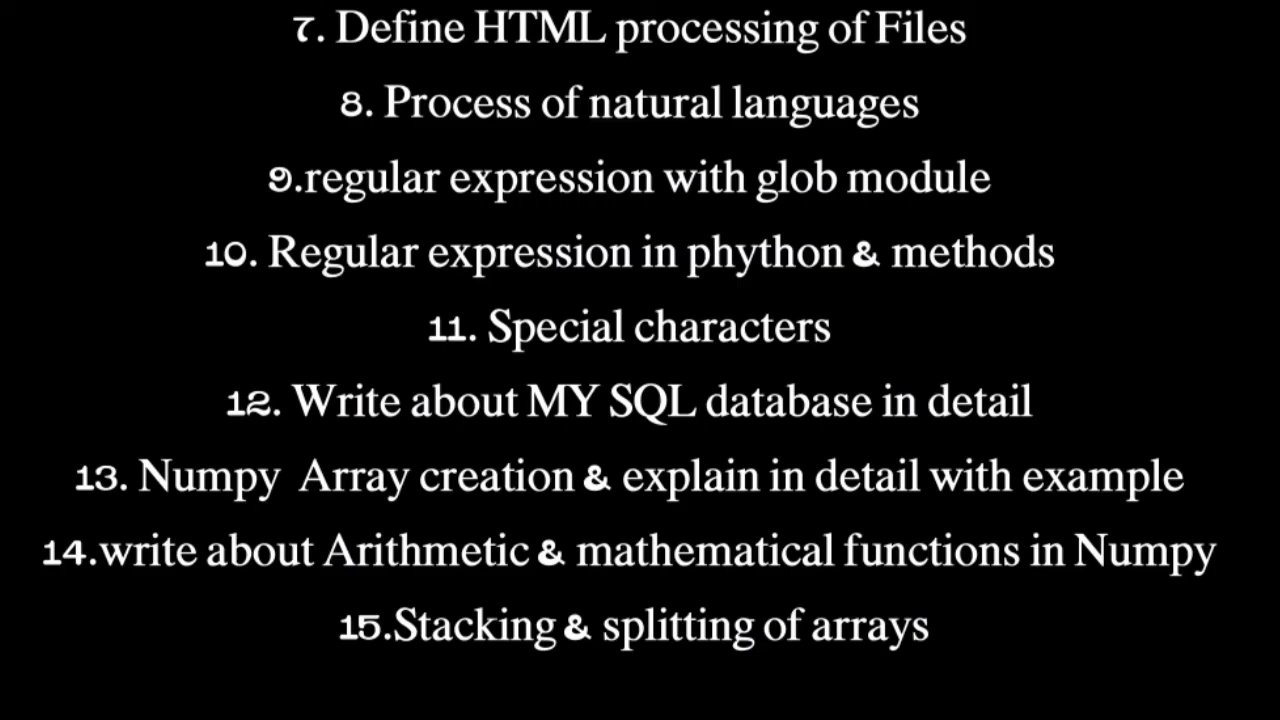 7. Define HTML processing of Files
8. Process of natural languages
9.regular expression with glob module
10. Regular expression in phython & methods
11. Special characters
12. Write about MY SQL database in detail
13. Numpy  Array creation & explain in detail with example
14.write about Arithmetic & mathematical functions in Numpy
15.Stacking & splitting of arrays